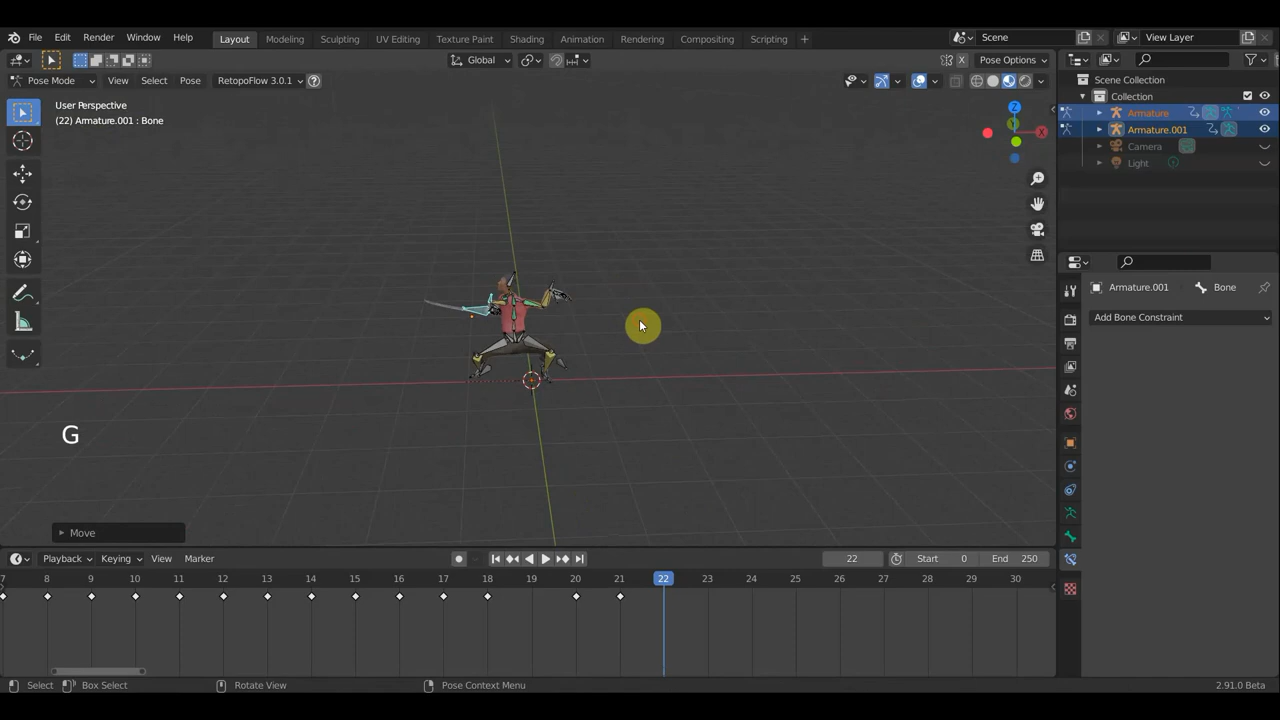 File Edit Render Window Help Layout Modeling Sculpting UV Editing Texture Paint Shading Animation Rendering Compositing Scripting + Scene View Layer
Global Pose Options
Pose Mode View Select Pose RetopoFlow 3.0.1 ?
Scene Collection
User Perspective
(22) Armature.001 : Bone
Collection
Armature
Armature.001
Camera
Light
Z
Y
X
Armature.001 Bone
Add Bone Constraint
G
Move
Playback Keying View Marker 22 Start 0 End 250
7 8 9 10 11 12 13 14 15 16 17 18 19 20 21 22 23 24 25 26 27 28 29 30
Select Box Select Rotate View Pose Context Menu 2.91.0 Beta